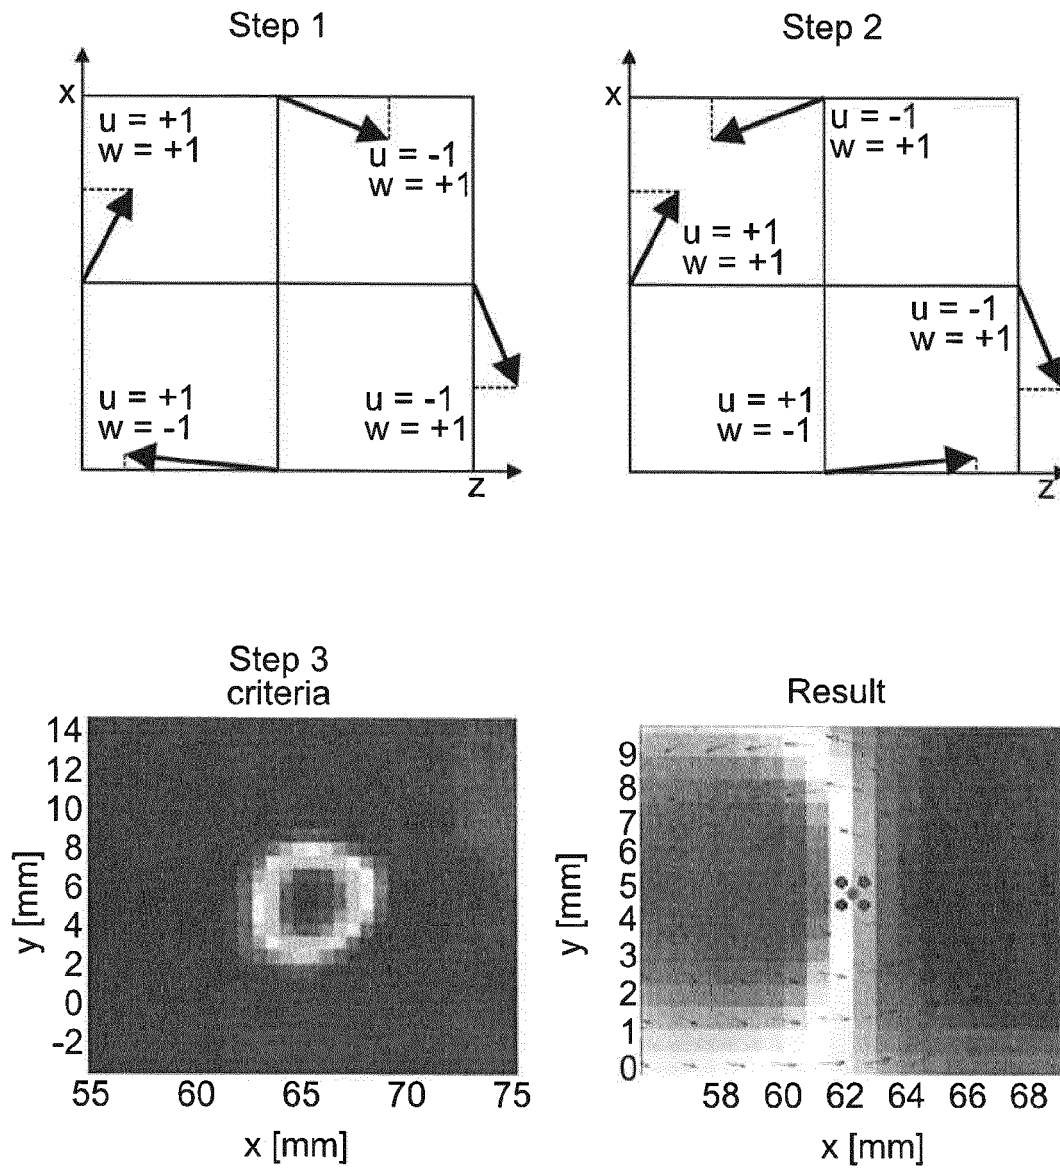 Step 1
x
u = +1
w = +1
u = -1
w = +1
u = +1
w = -1
u = -1
w = +1
z
Step 2
x
u = -1
w = +1
u = +1
w = +1
u = -1
w = +1
u = +1
w = -1
z
Step 3
criteria
14
12
10
8
6
4
2
0
-2
y [mm]
55 60 65 70 75
x [mm]
Result
9
8
7
6
5
4
3
2
1
0
y [mm]
58 60 62 64 66 68
x [mm]